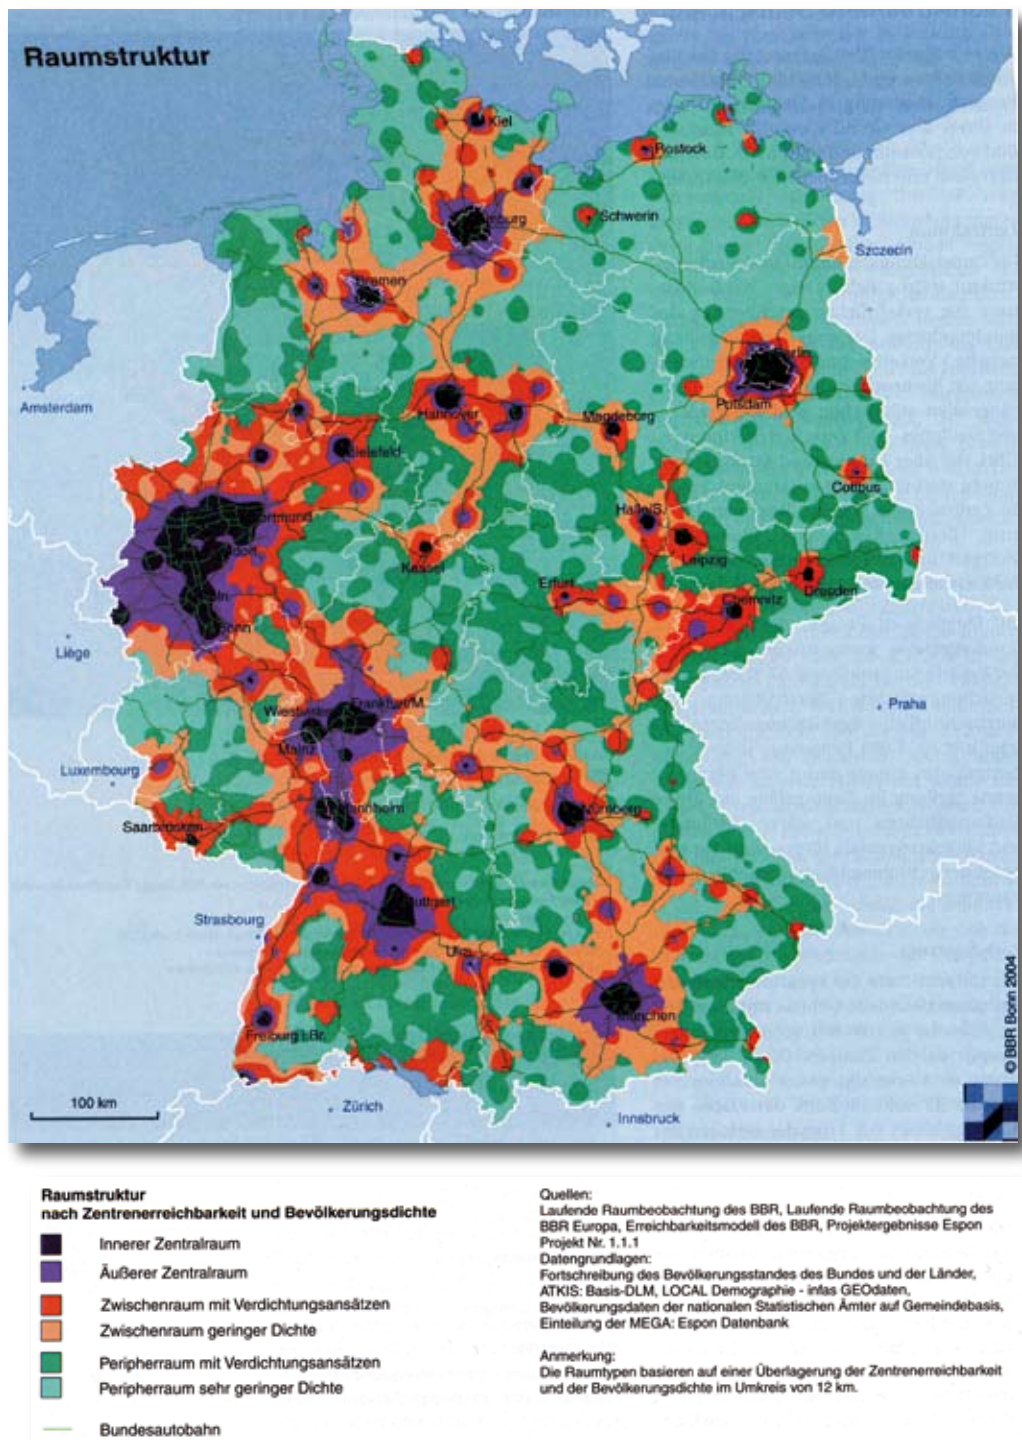 Raumstruktur
Kiel
Rostock
Schwerin
Szczecin
Bremen
Amsterdam
Hannover
Magdeburg
Potsdam
Bielefeld
Cottbus
Halle/S.
Leipzig
Kassel
Erfurt
Dresden
Chemnitz
Bonn
Liège
Frankfurt/M.
Mainz
Praha
Luxembourg
Mannheim
Nürnberg
Saarbrücken
Strasbourg
Ulm
München
Freiburg i.Br.
100 km
Zürich
Innsbruck
© BBR Bonn 2004
Raumstruktur
nach Zentrenerreichbarkeit und Bevölkerungsdichte
Innerer Zentralraum
Äußerer Zentralraum
Zwischenraum mit Verdichtungsansätzen
Zwischenraum geringer Dichte
Peripherraum mit Verdichtungsansätzen
Peripherraum sehr geringer Dichte
Bundesautobahn
Quellen:
Laufende Raumbeobachtung des BBR, Laufende Raumbeobachtung des
BBR Europa, Erreichbarkeitsmodell des BBR, Projektergebnisse Espon
Projekt Nr. 1.1.1
Datengrundlagen:
Fortschreibung des Bevölkerungsstandes des Bundes und der Länder,
ATKIS: Basis-DLM, LOCAL Demographie - infas GEOdaten,
Bevölkerungsdaten der nationalen Statistischen Ämter auf Gemeindebasis,
Einteilung der MEGA: Espon Datenbank
Anmerkung:
Die Raumtypen basieren auf einer Überlagerung der Zentrenerreichbarkeit
und der Bevölkerungsdichte im Umkreis von 12 km.